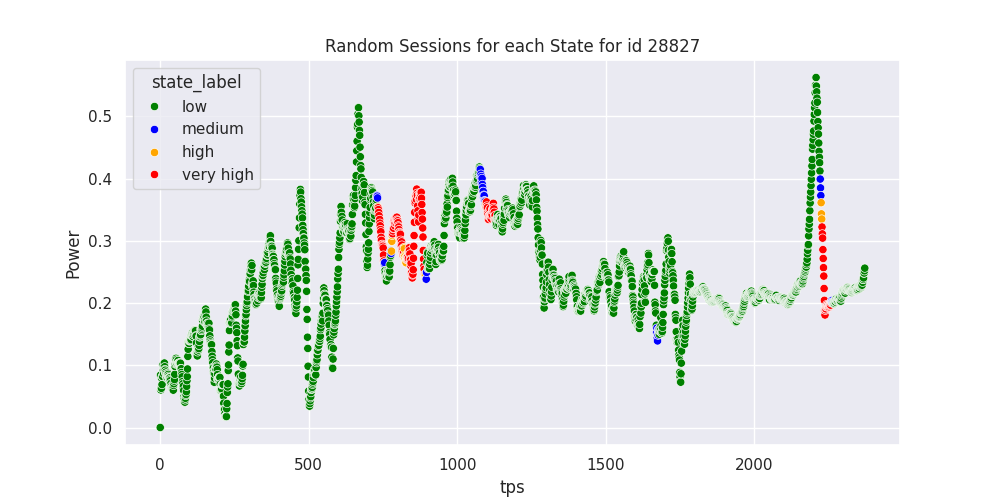 Random Sessions for each State for id 28827
state_label
low
medium
high
very high
Power
0.5
0.4
0.3
0.2
0.1
0.0
0 500 1000 1500 2000
tps